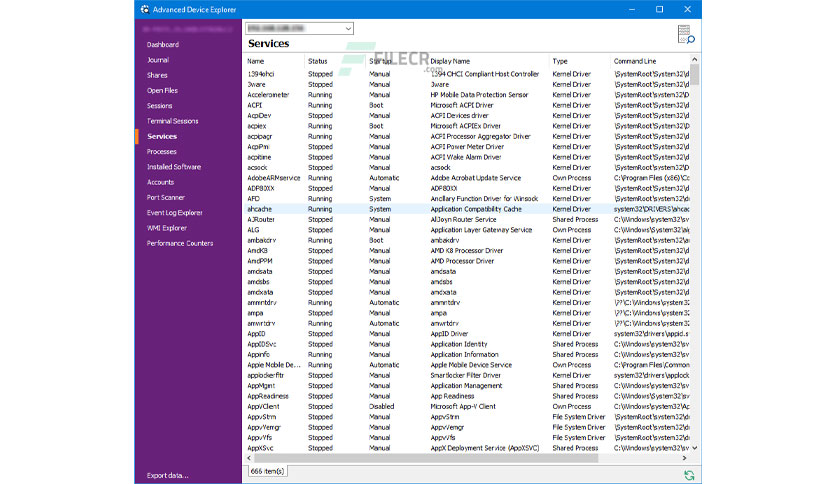 Advanced Device Explorer
Dashboard
Journal
Shares
Open Files
Sessions
Terminal Sessions
Services
Processes
Installed Software
Accounts
Port Scanner
Event Log Explorer
WMI Explorer
Performance Counters
Export data...
Services
FILECR
.com
Name Status Startup Display Name Type Command Line
1394ohci Stopped Manual 1394 OHCI Compliant Host Controller Kernel Driver \SystemRoot\System32\d
3ware Stopped Manual 3ware Kernel Driver \SystemRoot\System32\d
Accelerometer Running Manual HP Mobile Data Protection Sensor Kernel Driver \SystemRoot\System32\D
ACPI Running Boot Microsoft ACPI Driver Kernel Driver \SystemRoot\System32\d
AcpiDev Stopped Manual ACPI Devices driver Kernel Driver \SystemRoot\System32\d
acpiex Running Boot Microsoft ACPIEx Driver Kernel Driver \SystemRoot\System32\D
acpipagr Running Manual ACPI Processor Aggregator Driver Kernel Driver \SystemRoot\System32\d
AcpiPmi Stopped Manual ACPI Power Meter Driver Kernel Driver \SystemRoot\System32\d
acpitime Stopped Manual ACPI Wake Alarm Driver Kernel Driver \SystemRoot\System32\d
acsock Stopped Manual acsock Kernel Driver \SystemRoot\System32\d
AdobeARMservice Running Automatic Adobe Acrobat Update Service Own Process C:\Program Files (x86)\Co
ADP80XX Stopped Manual ADP80XX Kernel Driver \SystemRoot\System32\d
AFD Running System Ancillary Function Driver for Winsock Kernel Driver \SystemRoot\System32\d
ahcache Running System Application Compatibility Cache Kernel Driver system32\DRIVERS\ahcac
AJRouter Stopped Manual AllJoyn Router Service Shared Process C:\Windows\system32\sv
ALG Stopped Manual Application Layer Gateway Service Own Process C:\Windows\System32\alg
ambakdrv Running Boot ambakdrv Kernel Driver \SystemRoot\system32\a
AmdK8 Stopped Manual AMD K8 Processor Driver Kernel Driver \SystemRoot\System32\d
AmdPPM Stopped Manual AMD Processor Driver Kernel Driver \SystemRoot\System32\d
amdsata Stopped Manual amdsata Kernel Driver \SystemRoot\System32\d
amdsbs Stopped Manual amdsbs Kernel Driver \SystemRoot\System32\d
amdxata Stopped Manual amdxata Kernel Driver \SystemRoot\System32\d
ammntdrv Running Automatic ammntdrv Kernel Driver \??\C:\Windows\system3
ampa Stopped Manual ampa Kernel Driver \??\C:\Windows\system3
amwrtdrv Running Automatic amwrtdrv Kernel Driver \??\C:\Windows\system3
AppID Stopped Manual AppID Driver Kernel Driver system32\drivers\appid.s
AppIDSvc Stopped Manual Application Identity Shared Process C:\Windows\system32\sv
Appinfo Running Manual Application Information Shared Process C:\Windows\system32\sv
Apple Mobile De... Running Automatic Apple Mobile Device Service Own Process C:\Program Files\Common
applockerfltr Stopped Manual Smartlocker Filter Driver Kernel Driver system32\drivers\applock
AppMgmt Stopped Manual Application Management Shared Process C:\Windows\system32\sv
AppReadiness Stopped Manual App Readiness Shared Process C:\Windows\System32\sv
AppVClient Stopped Disabled Microsoft App-V Client Own Process C:\Windows\system32\Ap
AppvStrm Stopped Manual AppvStrm File System Driver \SystemRoot\system32\d
AppvVemgr Stopped Manual AppvVemgr File System Driver \SystemRoot\system32\d
AppvVfs Stopped Manual AppvVfs File System Driver \SystemRoot\system32\d
AppXSvc Stopped Manual AppX Deployment Service (AppXSVC) Shared Process C:\Windows\system32\sv
666 item(s)